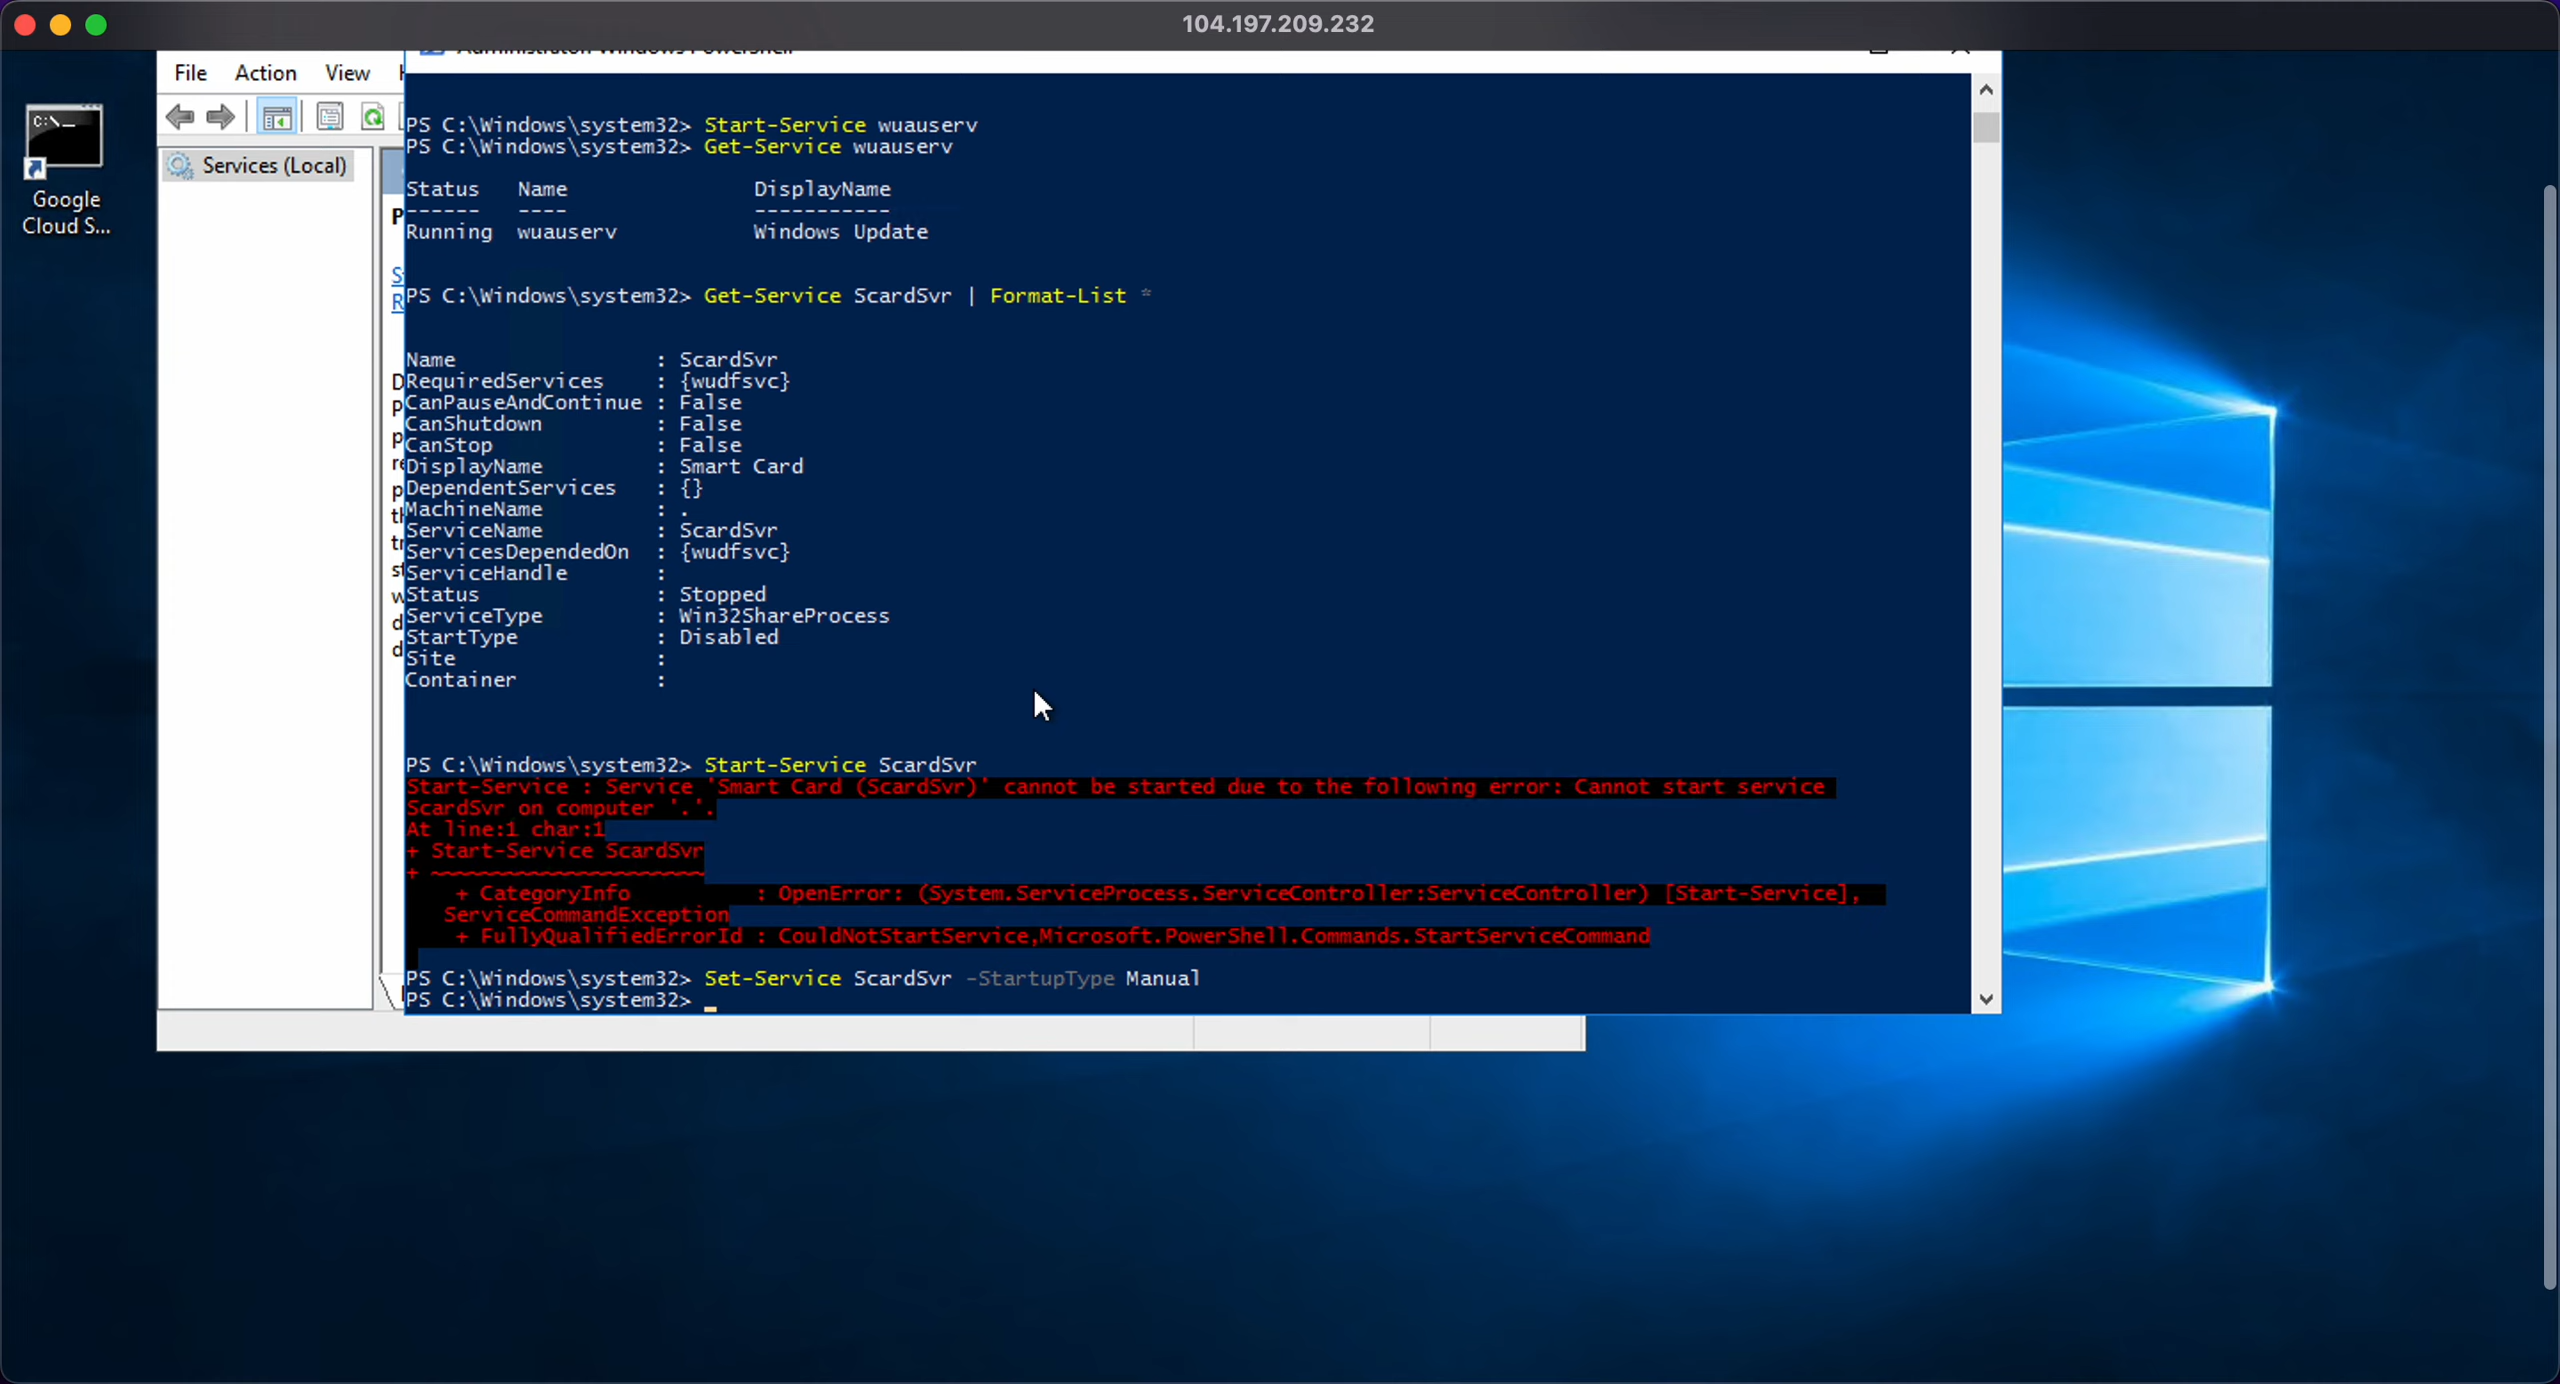 104.197.209.232
File Action View
Google
Cloud S...
Services (Local)
PS C:\Windows\system32> Start-Service wuauserv
PS C:\Windows\system32> Get-Service wuauserv
Status   Name               DisplayName
------   ----               -----------
Running  wuauserv           Windows Update
PS C:\Windows\system32> Get-Service ScardSvr | Format-List *
Name                : ScardSvr
RequiredServices    : {wudfsvc}
CanPauseAndContinue : False
CanShutdown         : False
CanStop             : False
DisplayName         : Smart Card
DependentServices   : {}
MachineName         : .
ServiceName         : ScardSvr
ServicesDependedOn  : {wudfsvc}
ServiceHandle       :
Status              : Stopped
ServiceType         : Win32ShareProcess
StartType           : Disabled
Site                :
Container           :
PS C:\Windows\system32> Start-Service ScardSvr
Start-Service : Service 'Smart Card (ScardSvr)' cannot be started due to the following error: Cannot start service
ScardSvr on computer '.'.
At line:1 char:1
+ Start-Service ScardSvr
+ ~~~~~~~~~~~~~~~~~~~~~~
    + CategoryInfo          : OpenError: (System.ServiceProcess.ServiceController:ServiceController) [Start-Service],
   ServiceCommandException
    + FullyQualifiedErrorId : CouldNotStartService,Microsoft.PowerShell.Commands.StartServiceCommand
PS C:\Windows\system32> Set-Service ScardSvr -StartupType Manual
PS C:\Windows\system32>